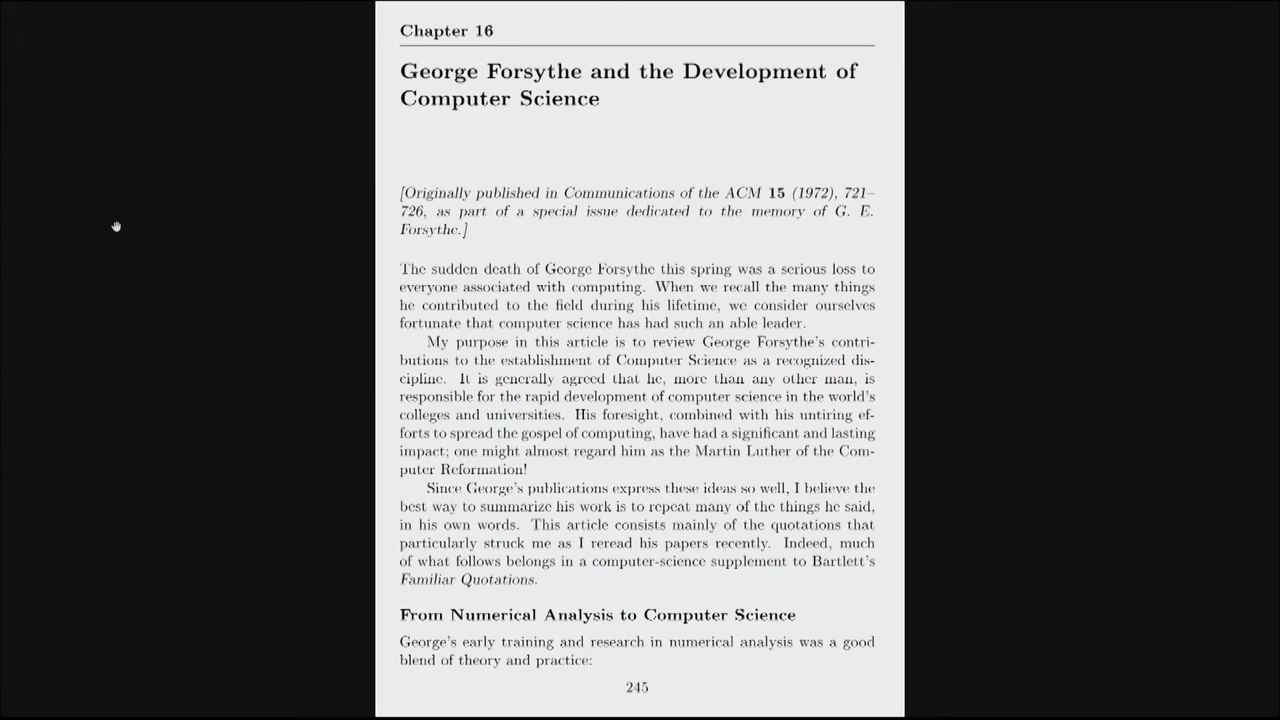 Chapter 16
George Forsythe and the Development of
Computer Science
[Originally published in Communications of the ACM 15 (1972), 721–
726, as part of a special issue dedicated to the memory of G. E.
Forsythe.]
The sudden death of George Forsythe this spring was a serious loss to
everyone associated with computing. When we recall the many things
he contributed to the field during his lifetime, we consider ourselves
fortunate that computer science has had such an able leader.
My purpose in this article is to review George Forsythe's contri-
butions to the establishment of Computer Science as a recognized dis-
cipline. It is generally agreed that he, more than any other man, is
responsible for the rapid development of computer science in the world's
colleges and universities. His foresight, combined with his untiring ef-
forts to spread the gospel of computing, have had a significant and lasting
impact; one might almost regard him as the Martin Luther of the Com-
puter Reformation!
Since George's publications express these ideas so well, I believe the
best way to summarize his work is to repeat many of the things he said,
in his own words. This article consists mainly of the quotations that
particularly struck me as I reread his papers recently. Indeed, much
of what follows belongs in a computer-science supplement to Bartlett's
Familiar Quotations.
From Numerical Analysis to Computer Science
George's early training and research in numerical analysis was a good
blend of theory and practice:
245